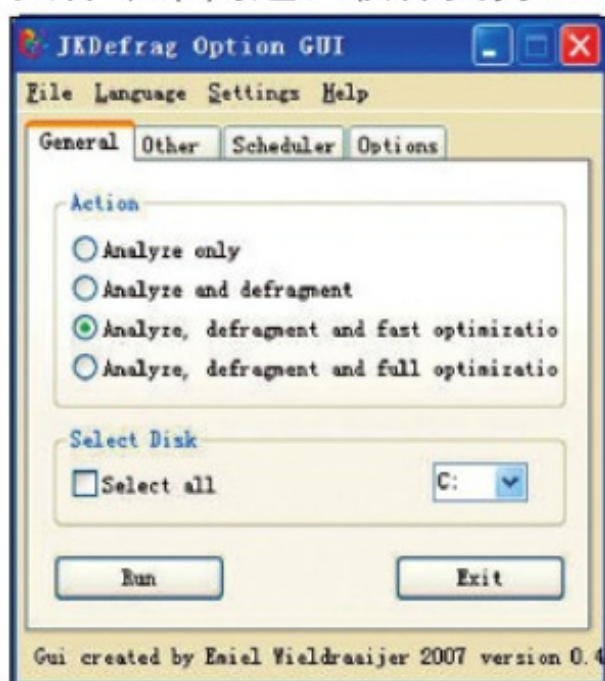 JKDefrag Option GUI
File Language Settings Help
General Other Scheduler Options
Action
Analyze only
Analyze and defragment
Analyze, defragment and fast optimizatio
Analyze, defragment and full optimizatio
Select Disk
Select all C:
Run Exit
Gui created by Emiel Wieldraaijer 2007 version 0.4